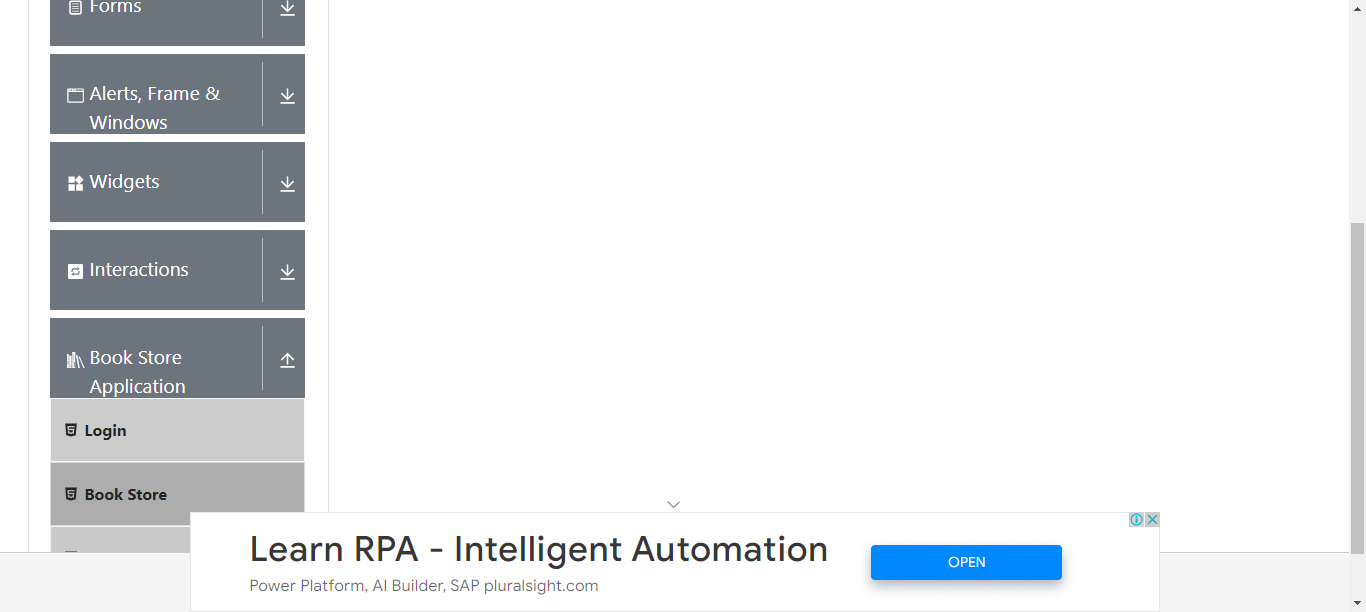 Forms
Alerts, Frame &
Windows
Widgets
Interactions
Book Store
Application
Login
Book Store
Learn RPA - Intelligent Automation
Power Platform, AI Builder, SAP pluralsight.com
OPEN